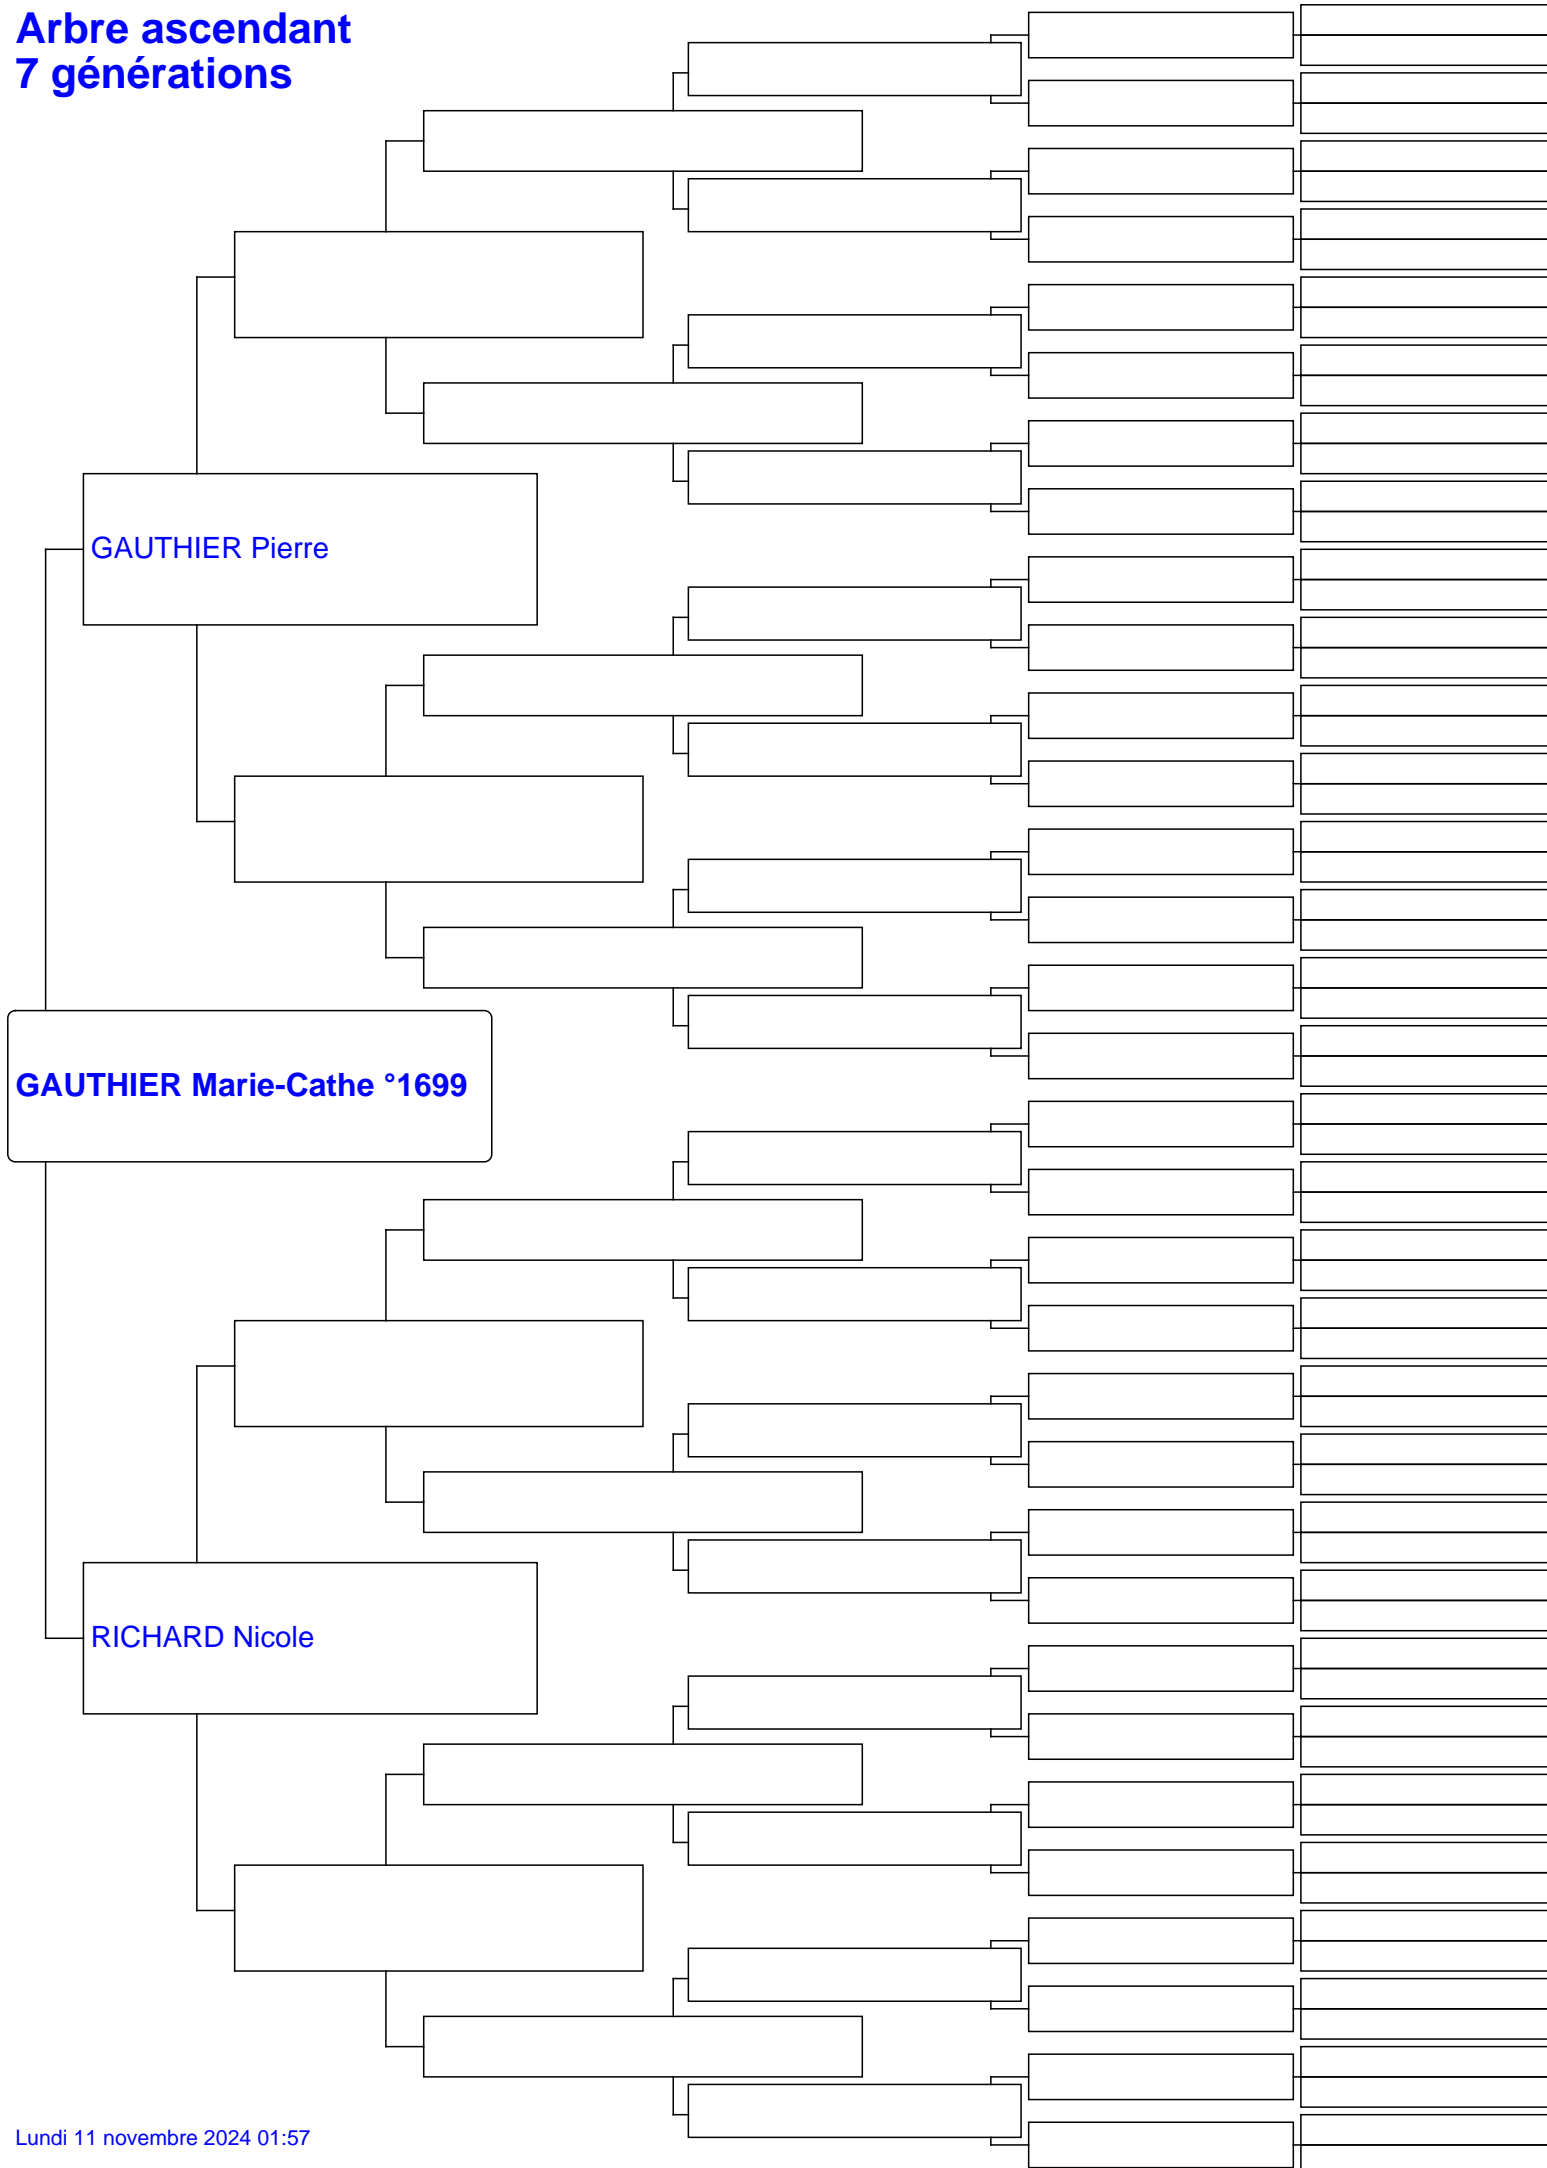 Arbre ascendant
7 générations
GAUTHIER Pierre
GAUTHIER Marie-Cathe °1699
RICHARD Nicole
Lundi 11 novembre 2024 01:57